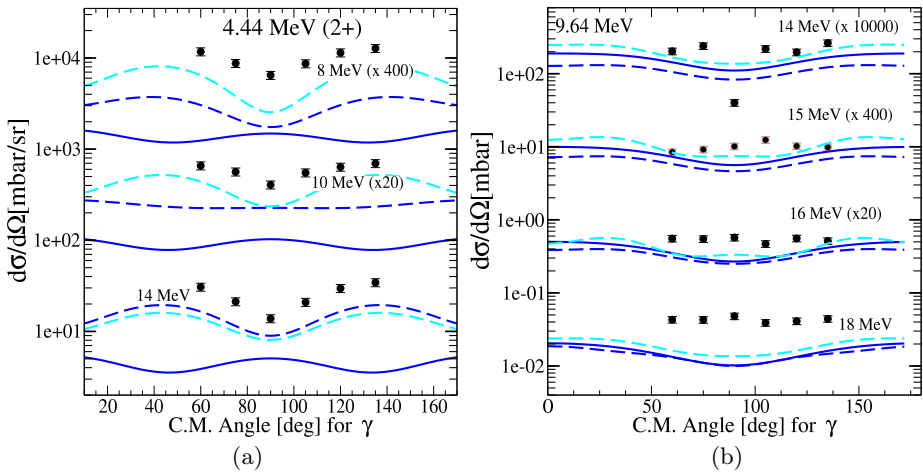 4.44 MeV (2+)
8 MeV (x 400)
10 MeV (x20)
14 MeV
1e+04
1e+03
1e+02
1e+01
dσ/dΩ[mbar/sr]
20 40 60 80 100 120 140 160
C.M. Angle [deg] for γ
(a)
9.64 MeV
14 MeV (x 10000)
15 MeV (x 400)
16 MeV (x20)
18 MeV
1e+02
1e+01
1e+00
1e-01
1e-02
dσ/dΩ[mbar]
0 50 100 150
C.M. Angle [deg] for γ
(b)